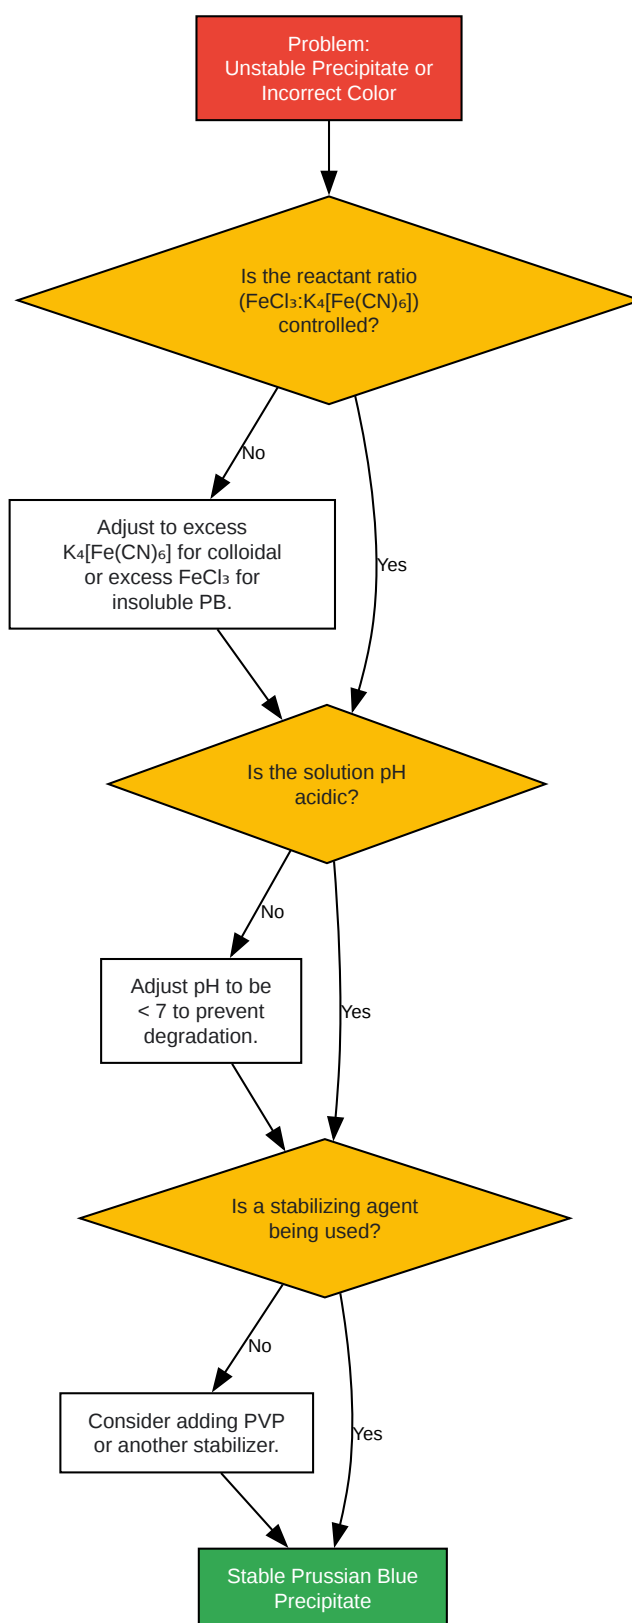 Problem:
Unstable Precipitate or
Incorrect Color
Is the reactant ratio
(FeCl₃:K₄[Fe(CN)₆])
controlled?
No
Yes
Adjust to excess
K₄[Fe(CN)₆] for colloidal
or excess FeCl₃ for
insoluble PB.
Is the solution pH
acidic?
No
Yes
Adjust pH to be
< 7 to prevent
degradation.
Is a stabilizing agent
being used?
No
Yes
Consider adding PVP
or another stabilizer.
Stable Prussian Blue
Precipitate